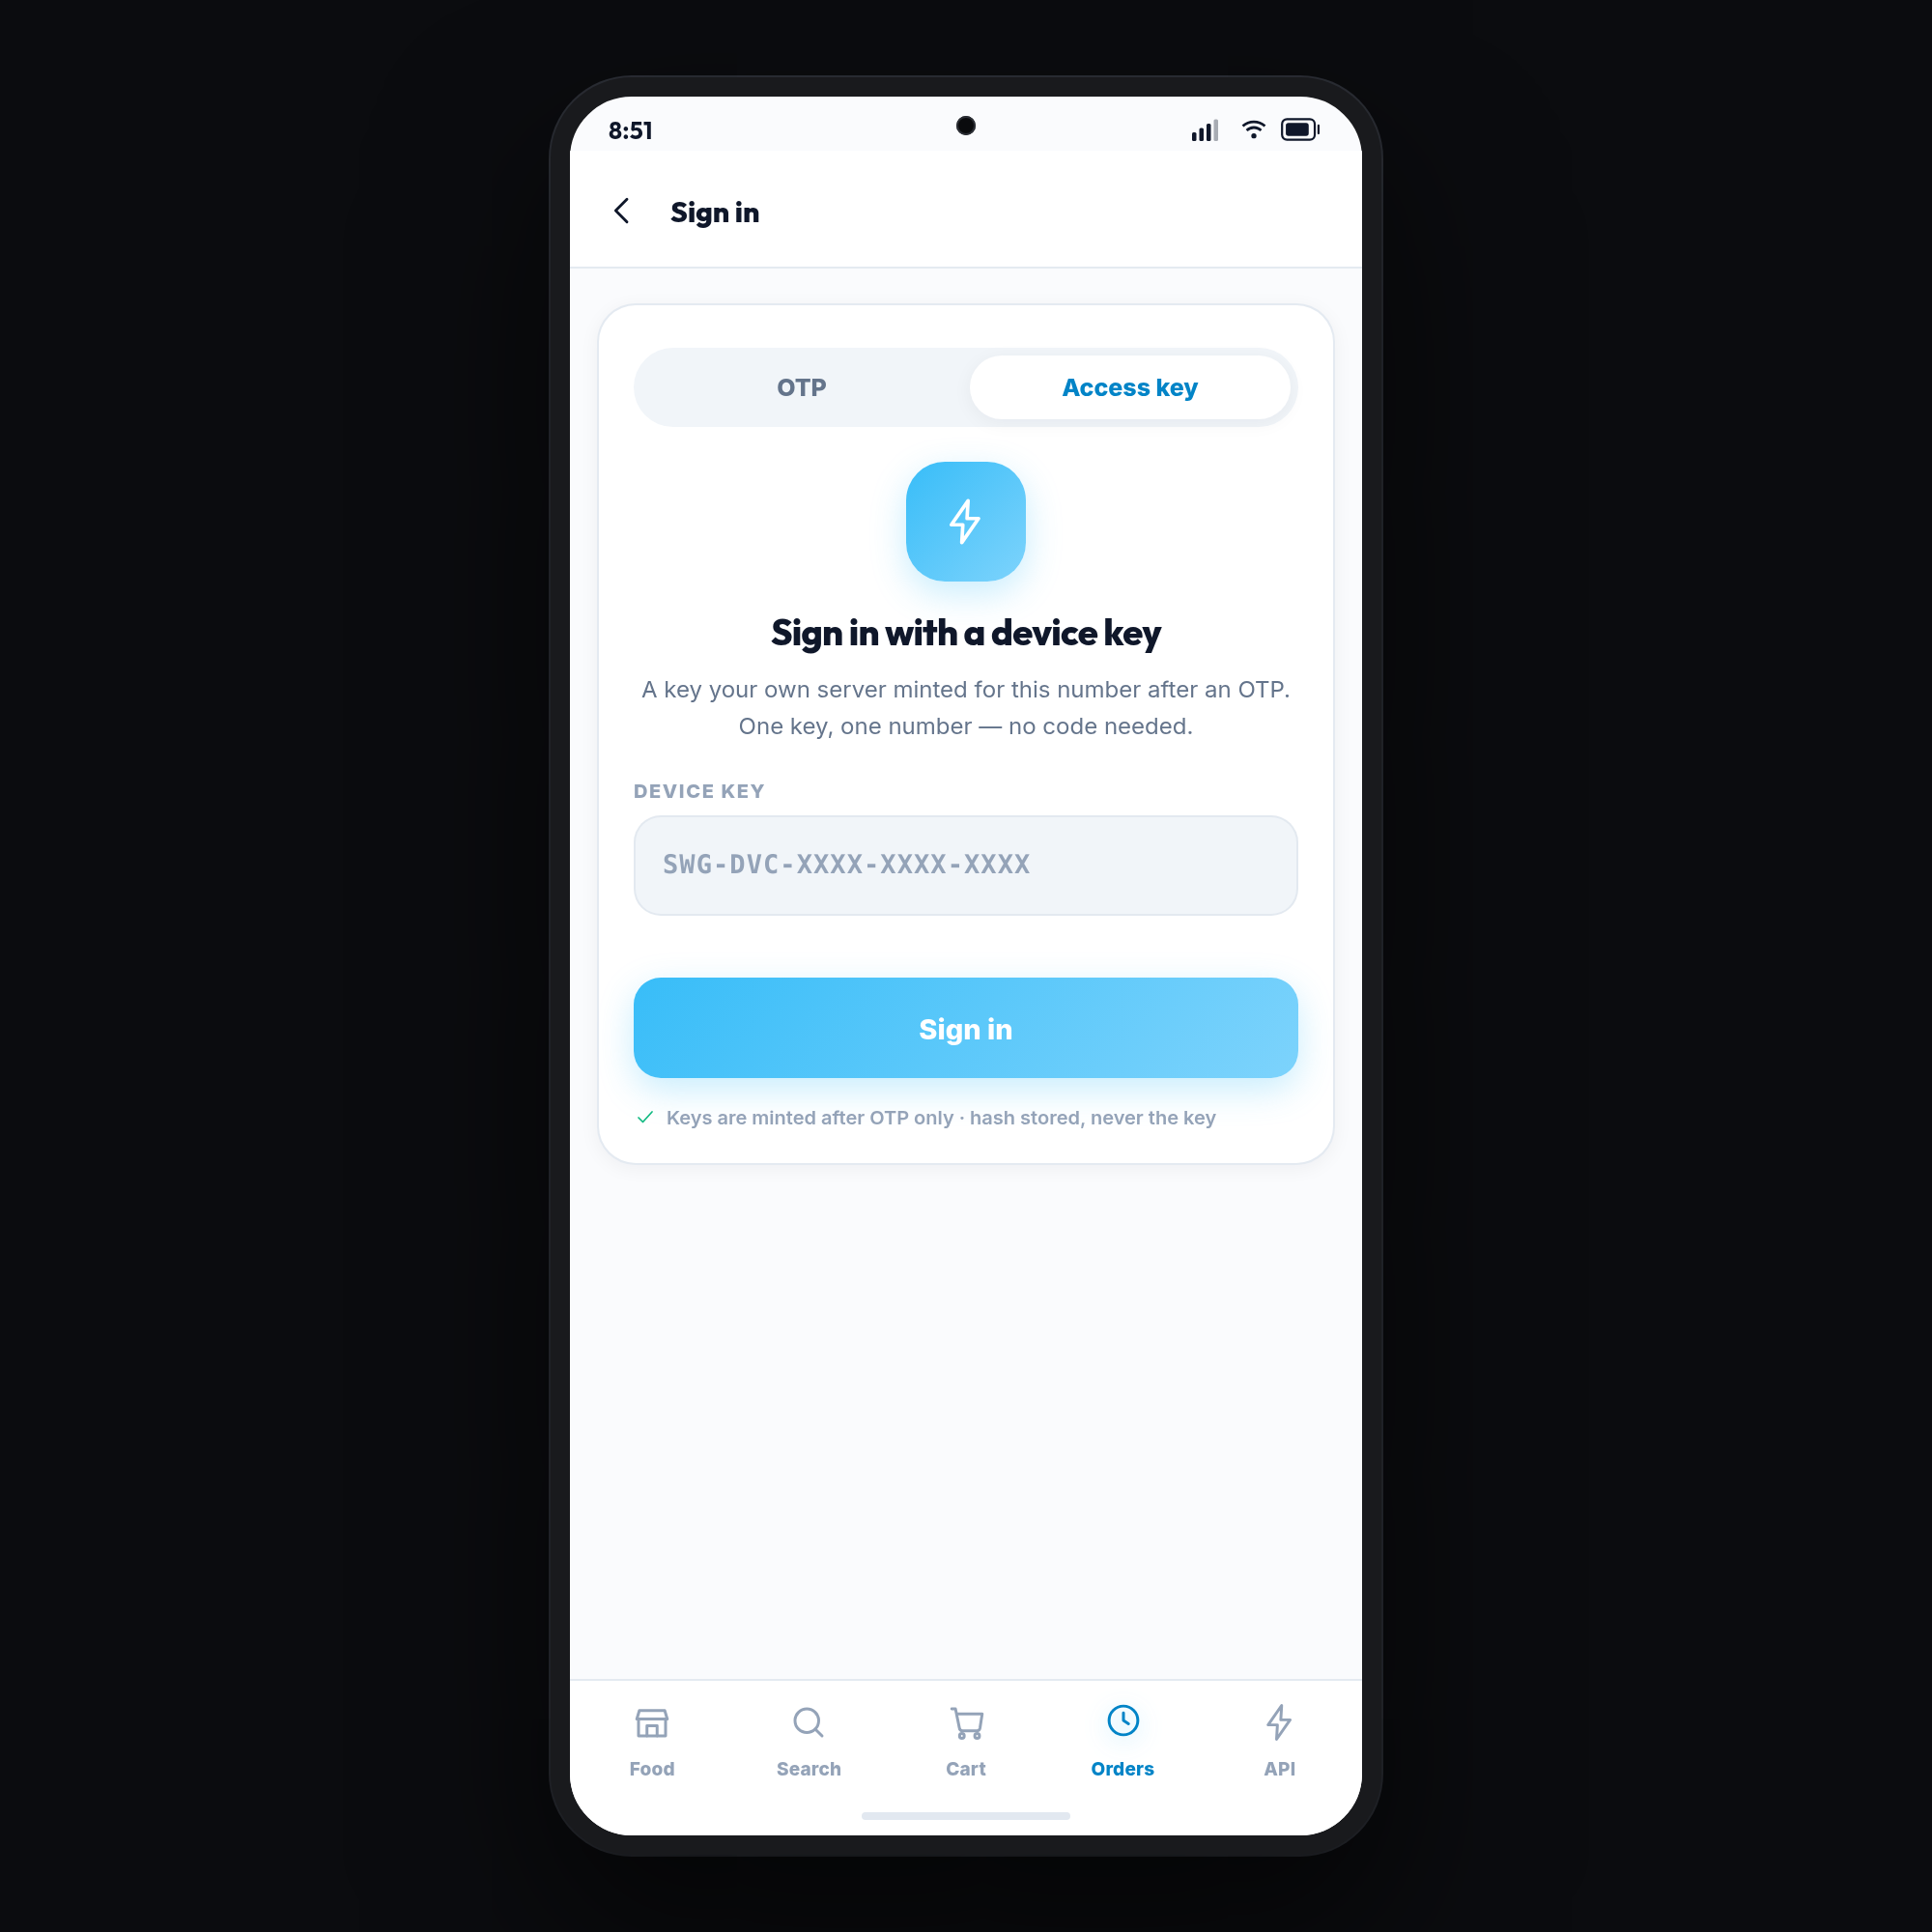 8:51
Sign in
OTP
Access key
Sign in with a device key
A key your own server minted for this number after an OTP.
One key, one number — no code needed.
DEVICE KEY
SWG-DVC-XXXX-XXXX-XXXX
Sign in
Keys are minted after OTP only · hash stored, never the key
Food
Search
Cart
Orders
API